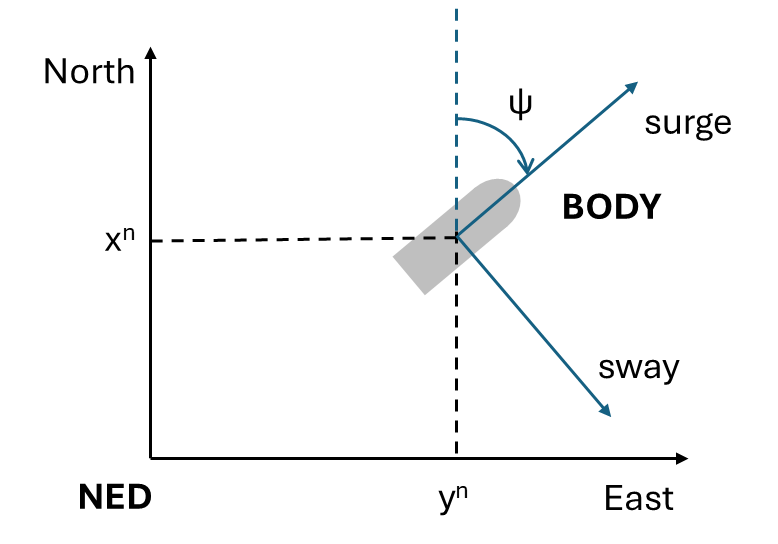 North
ψ
surge
BODY
xⁿ
sway
NED
yⁿ
East